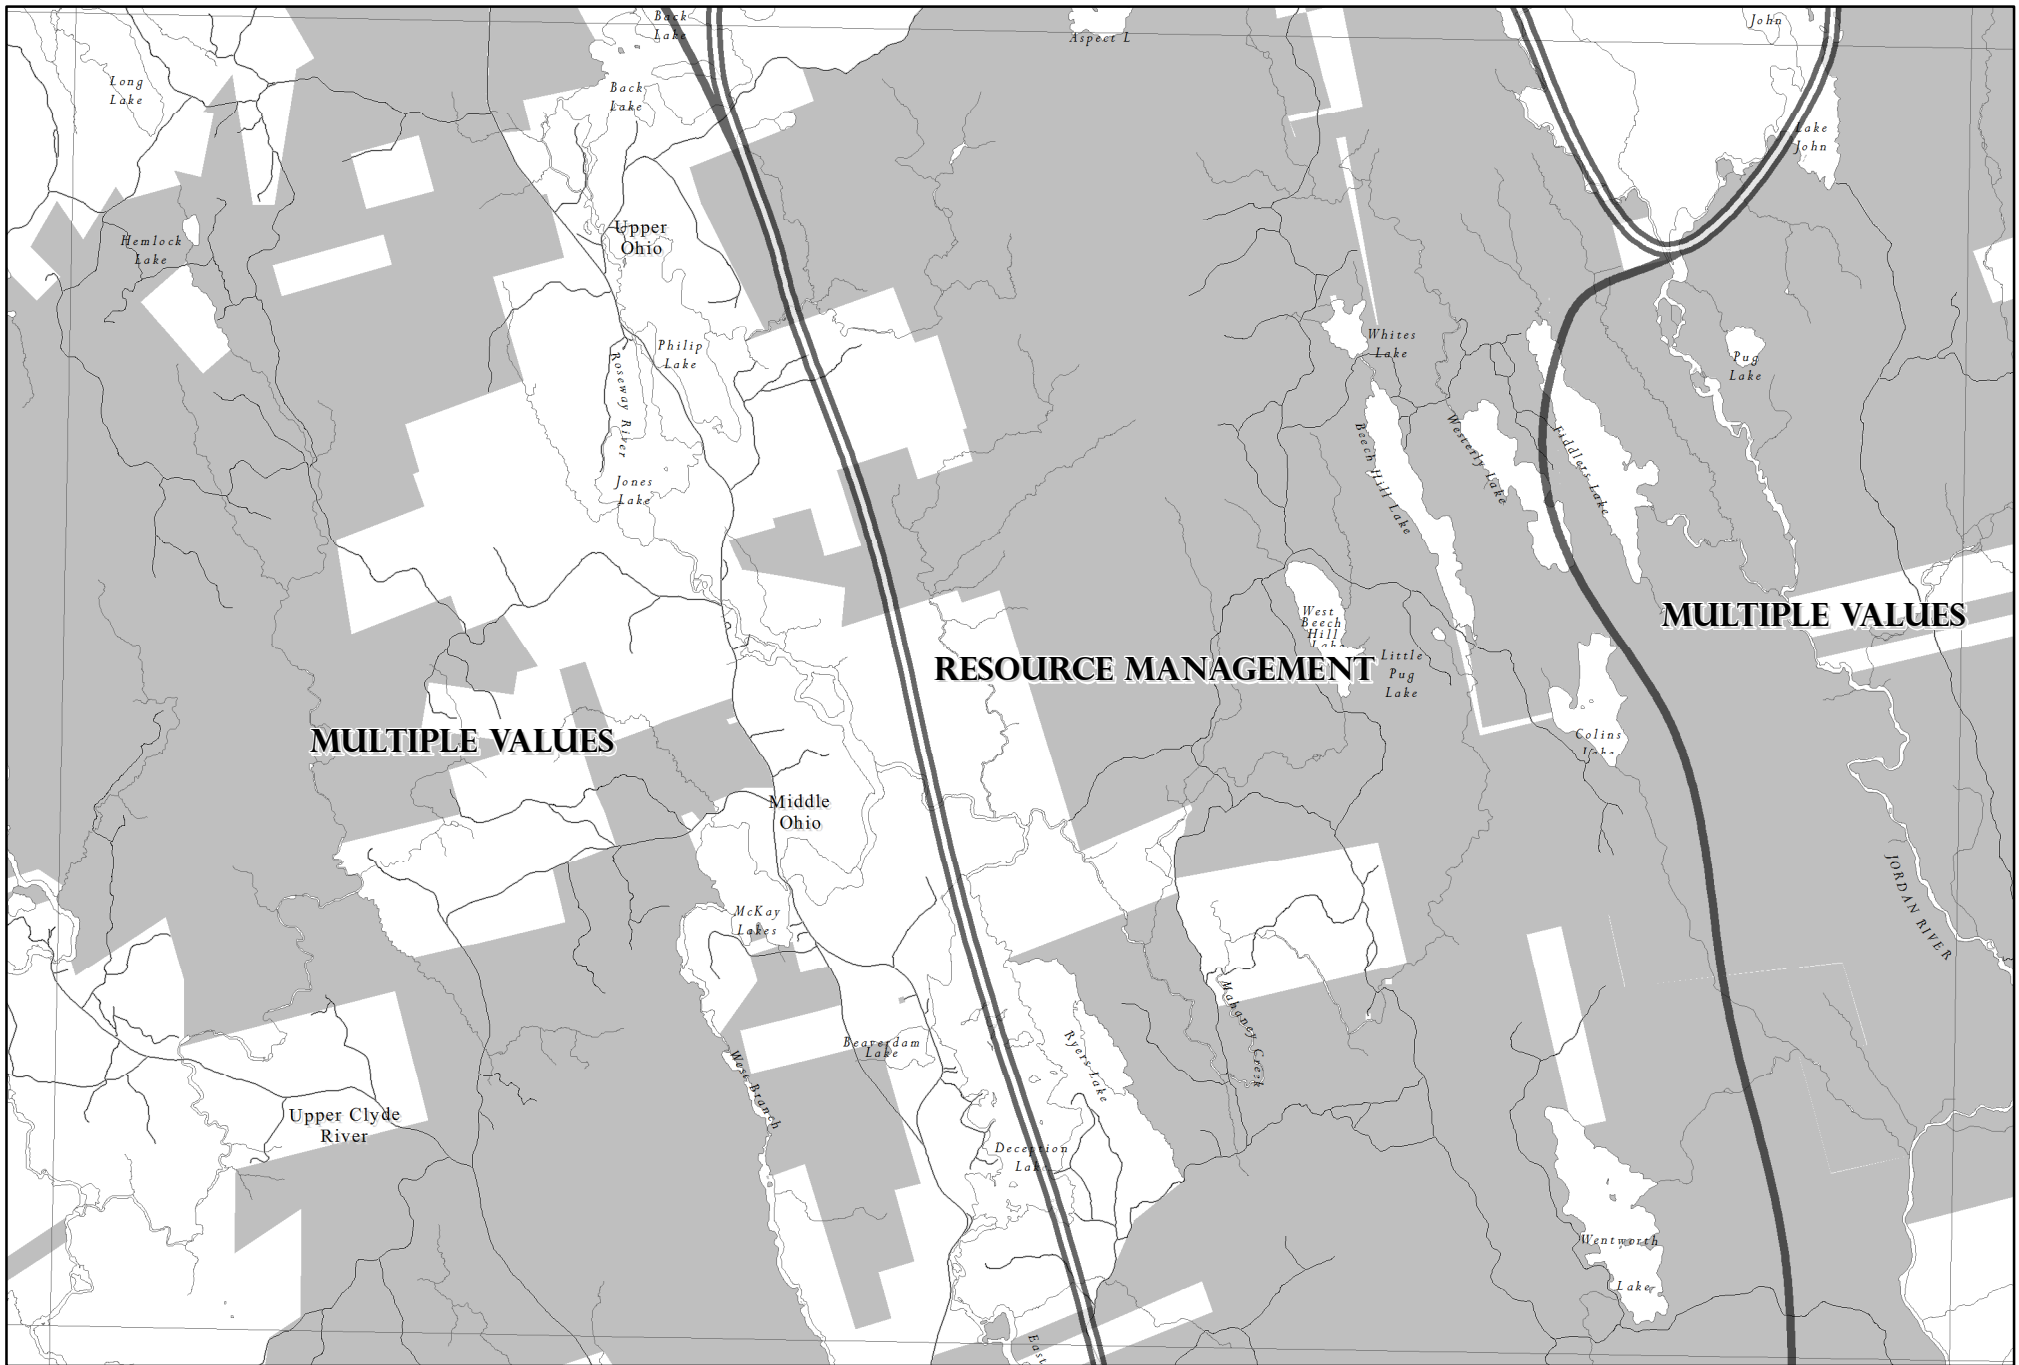 Back
Lake
John
Aspect L
Long
Lake
Back
Lake
Lake
John
Upper
Ohio
Hemlock
Lake
Whites
Lake
Philip
Lake
Pug
Lake
Roseway River
Beech Hill Lake
Westerly Lake
Fiddlers Lake
Jones
Lake
West
Beech
Hill
Lake
MULTIPLE VALUES
RESOURCE MANAGEMENT
Little
Pug
Lake
MULTIPLE VALUES
Colins
Middle
Ohio
JORDAN RIVER
McKay
Lakes
Mahaney Creek
Beaverdam
Lake
Ryers Lake
West Branch
Upper Clyde
River
Deception
Lake
Wentworth
Lake
East